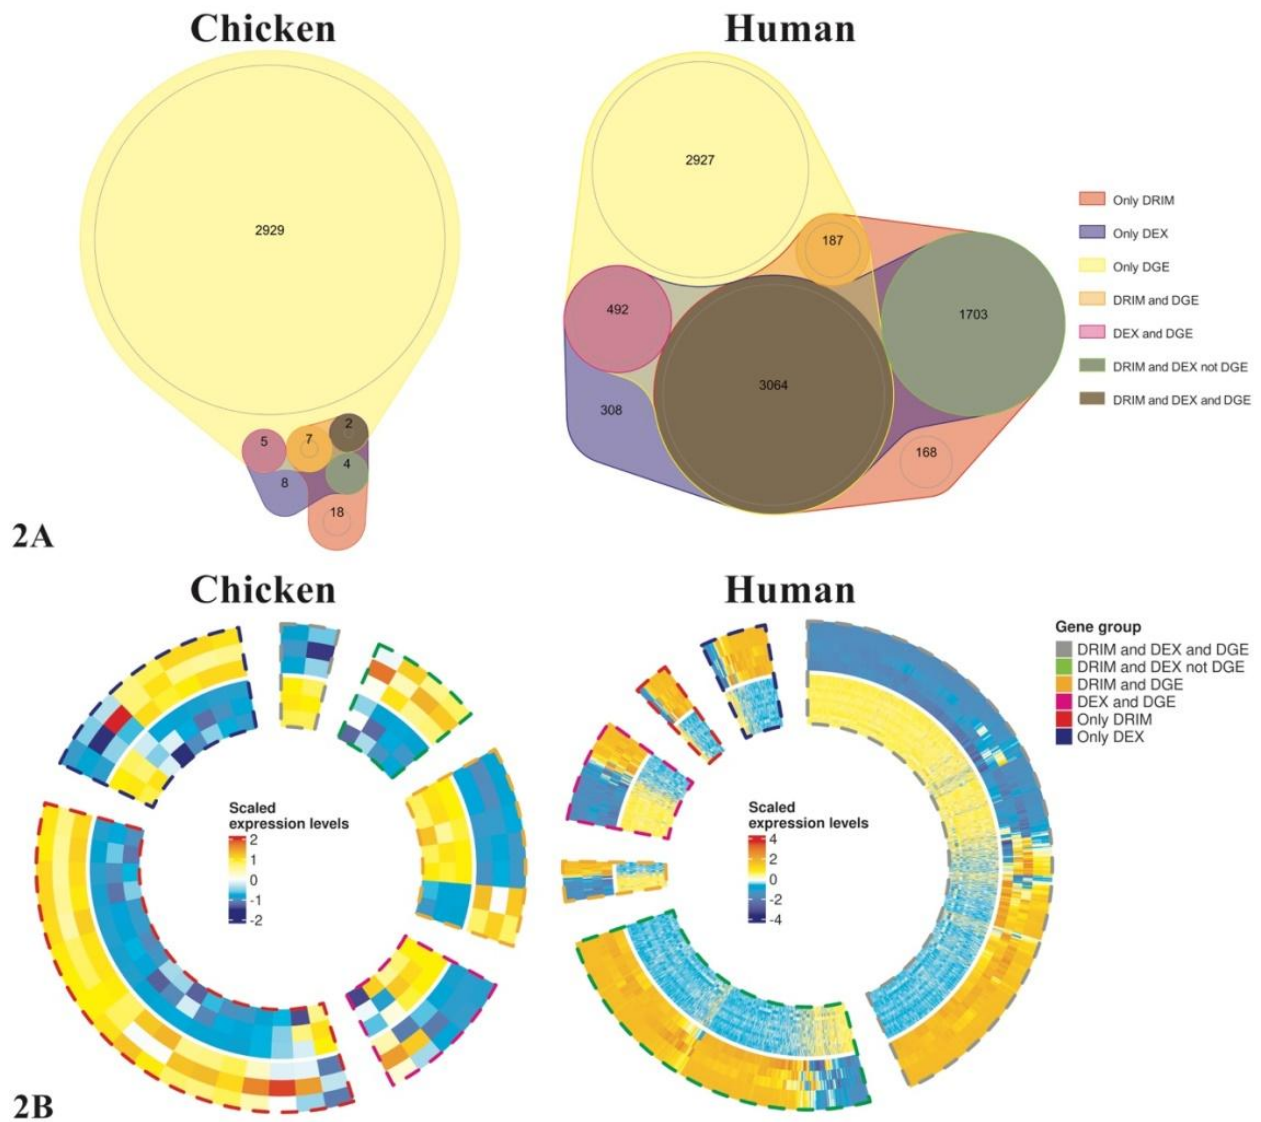 Chicken
Human
2929
5
7
2
4
8
18
2927
187
492
1703
3064
308
168
Only DRIM
Only DEX
Only DGE
DRIM and DGE
DEX and DGE
DRIM and DEX not DGE
DRIM and DEX and DGE
2A
Chicken
Human
Scaled
expression levels
2
1
0
-1
-2
Scaled
expression levels
4
2
0
-2
-4
Gene group
DRIM and DEX and DGE
DRIM and DEX not DGE
DRIM and DGE
DEX and DGE
Only DRIM
Only DEX
2B